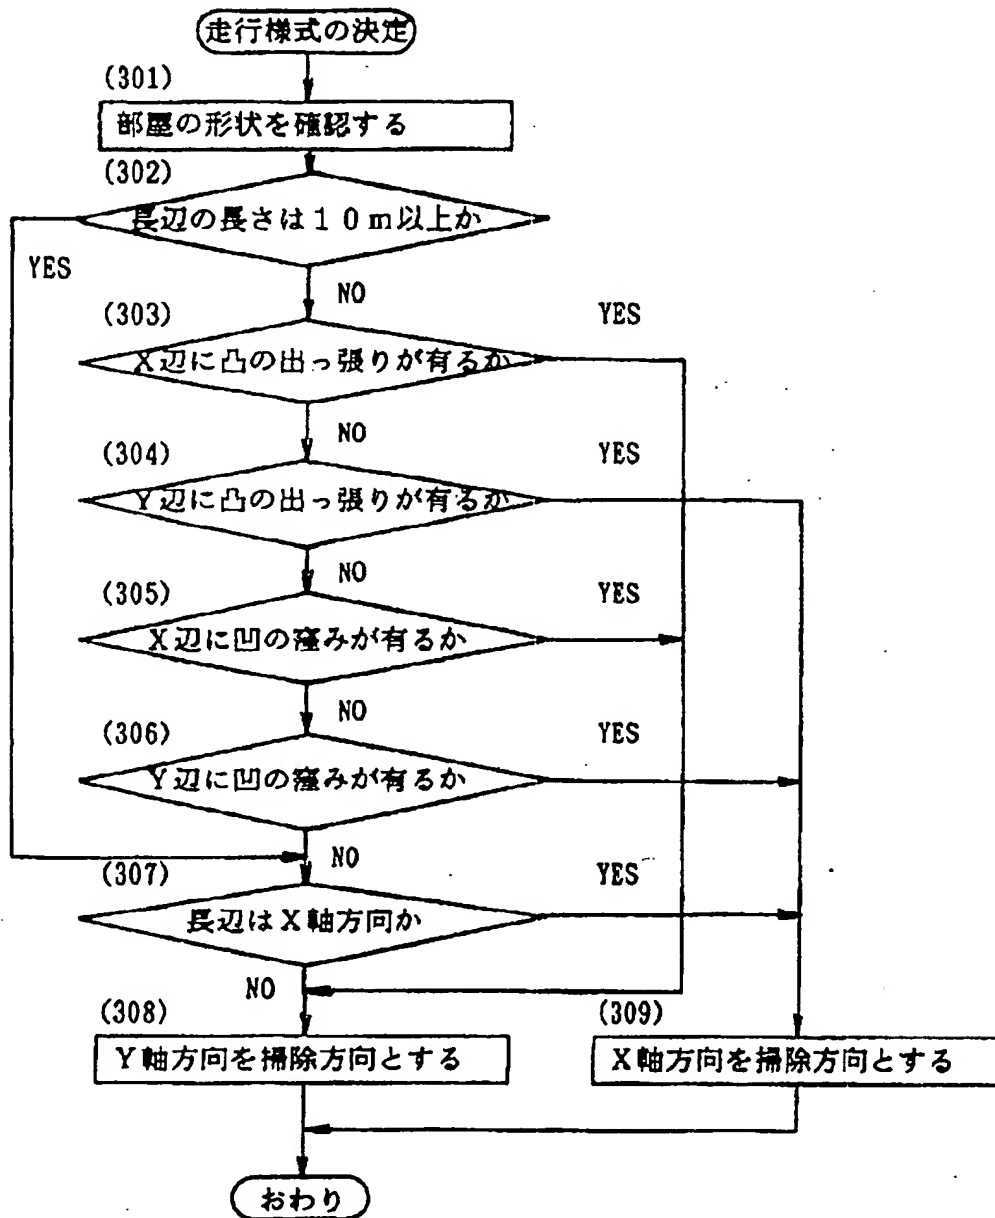 走行様式の決定
(301)
部屋の形状を確認する
(302)
長辺の長さは10m以上か
YES
NO
(303)
YES
X辺に凸の出っ張りが有るか
NO
(304)
YES
Y辺に凸の出っ張りが有るか
NO
(305)
YES
X辺に凹の窪みが有るか
NO
(306)
YES
Y辺に凹の窪みが有るか
NO
(307)
YES
長辺はX軸方向か
NO
(308)
(309)
Y軸方向を掃除方向とする
X軸方向を掃除方向とする
おわり